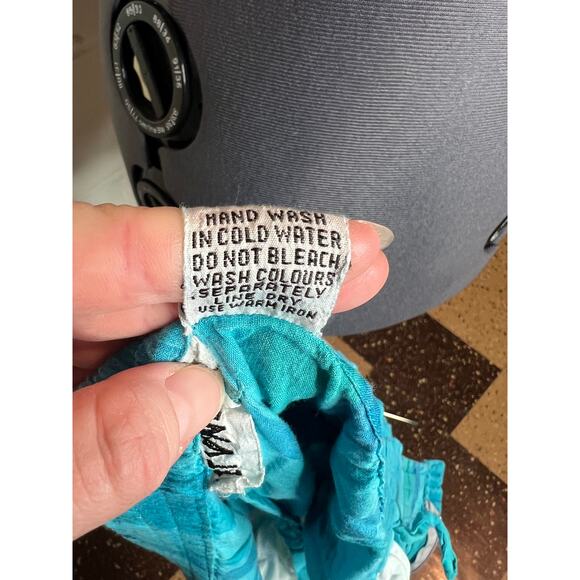 HAND WASH
IN COLD WATER
DO NOT BLEACH
WASH COLOURS
SEPARATELY
LINE DRY
USE WARM IRON